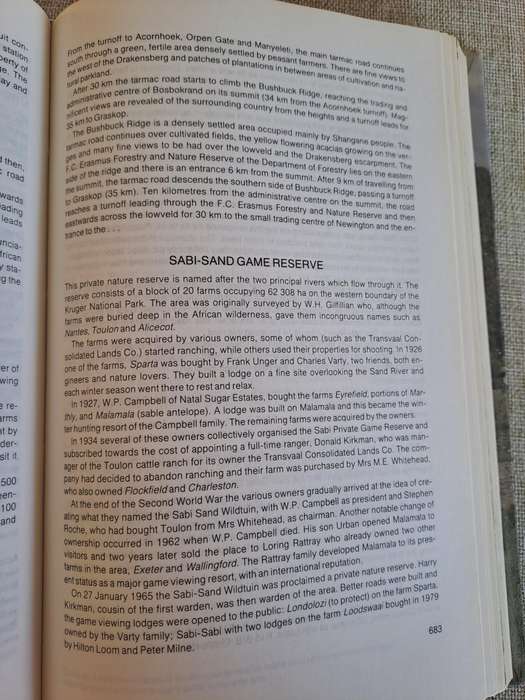 uit con-
station
perty of
ge. The
ay and
then,
road
wards
ading
leads
ancia-
frican
y sta-
g the
er of
wing
e re-
arms
nt by
der-
sit it.
500
een-
100
and
From the turnoff to Acornhoek, Orpen Gate and Manyeleti, the main tarmac road continues
south through a green, fertile area densely settled by peasant farmers. There are fine views to
the west of the Drakensberg and patches of plantations in between areas of cultivation and na-
tural parkland.
After 30 km the tarmac road starts to climb the Bushbuck Ridge, reaching the trading and
administrative centre of Bosbokrand on its summit (34 km from the Acornhoek turnoff). Mag-
nificent views are revealed of the surrounding country from the heights and a turnoff leads for
35 km to Graskop.
The Bushbuck Ridge is a densely settled area occupied mainly by Shangane people. The
tarmac road continues over cultivated fields, the yellow flowering acacias growing on the ver-
ges and many fine views to be had over the lowveld and the Drakensberg escarpment. The
F.C. Erasmus Forestry and Nature Reserve of the Department of Forestry lies on the eastern
side of the ridge and there is an entrance 6 km from the summit. After 9 km of travelling from
the summit, the tarmac road descends the southern side of Bushbuck Ridge, passing a turnoff
to Graskop (35 km). Ten kilometres from the administrative centre on the summit, the road
reaches a turnoff leading through the F.C. Erasmus Forestry and Nature Reserve and then
eastwards across the lowveld for 30 km to the small trading centre of Newington and the en-
trance to the . . .
SABI-SAND GAME RESERVE
This private nature reserve is named after the two principal rivers which flow through it. The
reserve consists of a block of 20 farms occupying 62 308 ha on the western boundary of the
Kruger National Park. The area was originally surveyed by W.H. Gilfillan who, although the
farms were buried deep in the African wilderness, gave them incongruous names such as
Nantes, Toulon and Alicecot.
The farms were acquired by various owners, some of whom (such as the Transvaal Con-
solidated Lands Co.) started ranching, while others used their properties for shooting. In 1926
one of the farms, Sparta was bought by Frank Unger and Charles Varty, two friends, both en-
gineers and nature lovers. They built a lodge on a fine site overlooking the Sand River and
each winter season went there to rest and relax.
In 1927, W.P. Campbell of Natal Sugar Estates, bought the farms Eyrefield, portions of Mar-
thly, and Malamala (sable antelope). A lodge was built on Malamala and this became the win-
ter hunting resort of the Campbell family. The remaining farms were acquired by the owners.
In 1934 several of these owners collectively organised the Sabi Private Game Reserve and
subscribed towards the cost of appointing a full-time ranger, Donald Kirkman, who was man-
ager of the Toulon cattle ranch for its owner the Transvaal Consolidated Lands Co. The com-
pany had decided to abandon ranching and their farm was purchased by Mrs M.E. Whitehead,
who also owned Flockfield and Charleston.
At the end of the Second World War the various owners gradually arrived at the idea of cre-
ating what they named the Sabi Sand Wildtuin, with W.P. Campbell as president and Stephen
Roche, who had bought Toulon from Mrs Whitehead, as chairman. Another notable change of
ownership occurred in 1962 when W.P. Campbell died. His son Urban opened Malamala to
visitors and two years later sold the place to Loring Rattray who already owned two other
farms in the area, Exeter and Wallingford. The Rattray family developed Malamala to its pres-
ent status as a major game viewing resort, with an international reputation.
On 27 January 1965 the Sabi-Sand Wildtuin was proclaimed a private nature reserve. Harry
Kirkman, cousin of the first warden, was then warden of the area. Better roads were built and
the game viewing lodges were opened to the public: Londolozi (to protect) on the farm Sparta,
owned by the Varty family; Sabi-Sabi with two lodges on the farm Loodswaai bought in 1979
by Hilton Loom and Peter Milne.
683